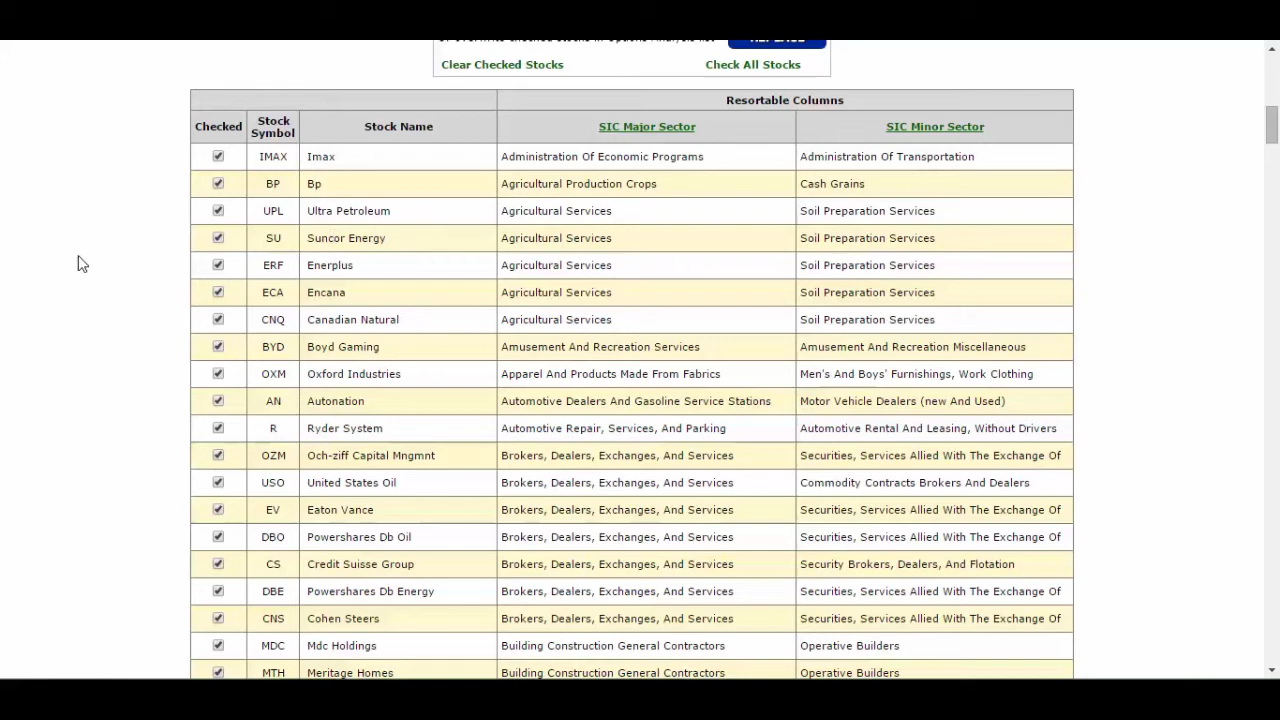 Clear Checked Stocks Check All Stocks
Resortable Columns
Checked Stock Symbol Stock Name SIC Major Sector SIC Minor Sector
IMAX Imax Administration Of Economic Programs Administration Of Transportation
BP Bp Agricultural Production Crops Cash Grains
UPL Ultra Petroleum Agricultural Services Soil Preparation Services
SU Suncor Energy Agricultural Services Soil Preparation Services
ERF Enerplus Agricultural Services Soil Preparation Services
ECA Encana Agricultural Services Soil Preparation Services
CNQ Canadian Natural Agricultural Services Soil Preparation Services
BYD Boyd Gaming Amusement And Recreation Services Amusement And Recreation Miscellaneous
OXM Oxford Industries Apparel And Products Made From Fabrics Men's And Boys' Furnishings, Work Clothing
AN Autonation Automotive Dealers And Gasoline Service Stations Motor Vehicle Dealers (new And Used)
R Ryder System Automotive Repair, Services, And Parking Automotive Rental And Leasing, Without Drivers
OZM Och-ziff Capital Mngmnt Brokers, Dealers, Exchanges, And Services Securities, Services Allied With The Exchange Of
USO United States Oil Brokers, Dealers, Exchanges, And Services Commodity Contracts Brokers And Dealers
EV Eaton Vance Brokers, Dealers, Exchanges, And Services Securities, Services Allied With The Exchange Of
DBO Powershares Db Oil Brokers, Dealers, Exchanges, And Services Securities, Services Allied With The Exchange Of
CS Credit Suisse Group Brokers, Dealers, Exchanges, And Services Security Brokers, Dealers, And Flotation
DBE Powershares Db Energy Brokers, Dealers, Exchanges, And Services Securities, Services Allied With The Exchange Of
CNS Cohen Steers Brokers, Dealers, Exchanges, And Services Securities, Services Allied With The Exchange Of
MDC Mdc Holdings Building Construction General Contractors Operative Builders
MTH Meritage Homes Building Construction General Contractors Operative Builders